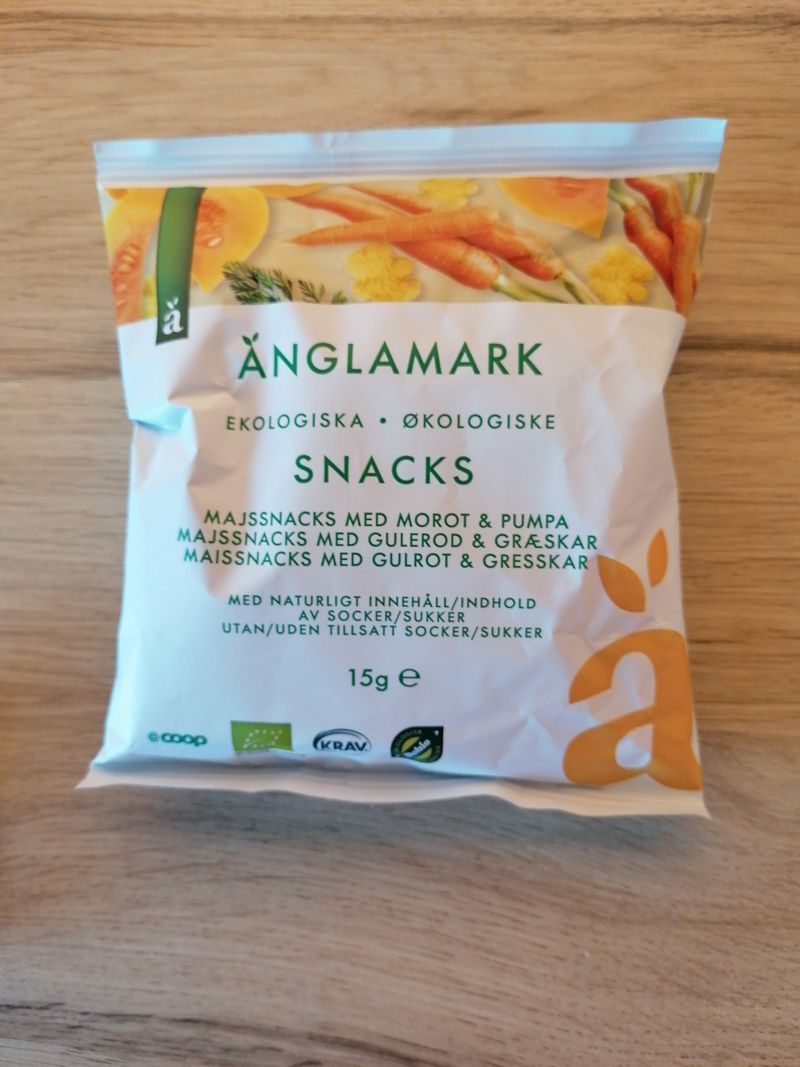 ä
ÄNGLAMARK
EKOLOGISKA • ØKOLOGISKE
SNACKS
MAJSSNACKS MED MOROT & PUMPA
MAJSSNACKS MED GULEROD & GRÆSKAR
MAISSNACKS MED GULROT & GRESSKAR
MED NATURLIGT INNEHÅLL/INDHOLD
AV SOCKER/SUKKER
UTAN/UDEN TILLSATT SOCKER/SUKKER
15g ℮
coop
KRAV
ä